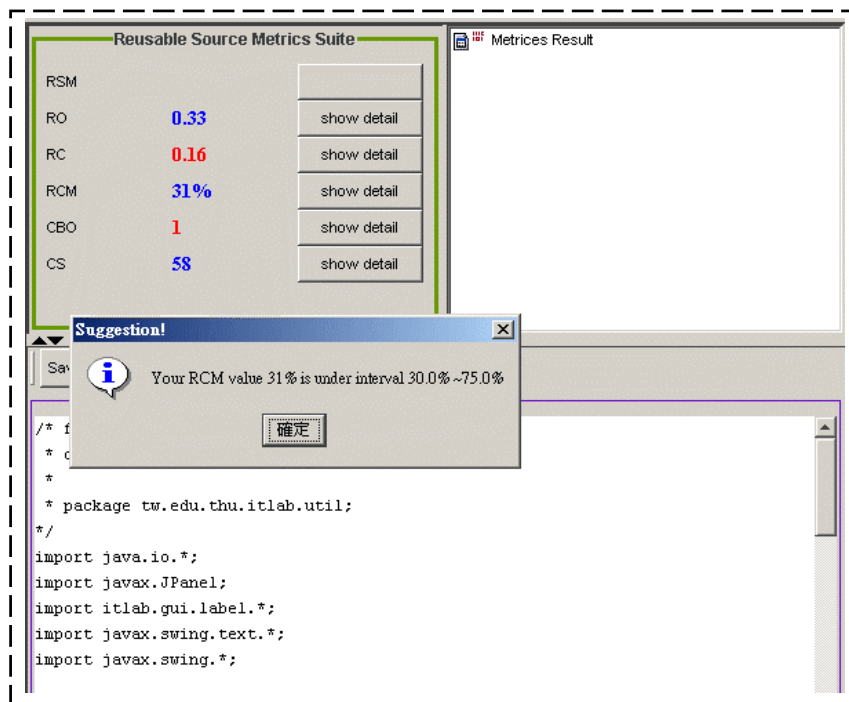 Reusable Source Metrics Suite
Metrices Result
RSM
RO 0.33 show detail
RC 0.16 show detail
RCM 31% show detail
CBO 1 show detail
CS 58 show detail
Suggestion!
Your RCM value 31% is under interval 30.0%~75.0%
確定
/*
*
*
* package tw.edu.thu.itlab.util;
*/
import java.io.*;
import javax.JPanel;
import itlab.gui.label.*;
import javax.swing.text.*;
import javax.swing.*;